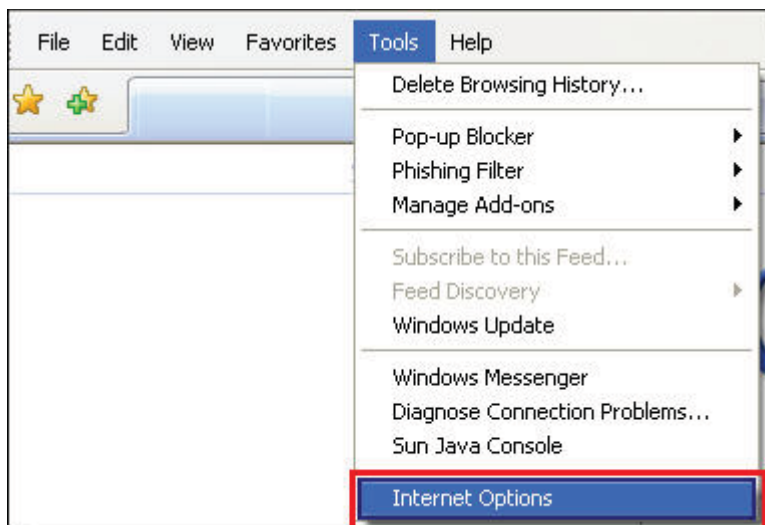 File Edit View Favorites Tools Help
Delete Browsing History...
Pop-up Blocker
Phishing Filter
Manage Add-ons
Subscribe to this Feed...
Feed Discovery
Windows Update
Windows Messenger
Diagnose Connection Problems...
Sun Java Console
Internet Options